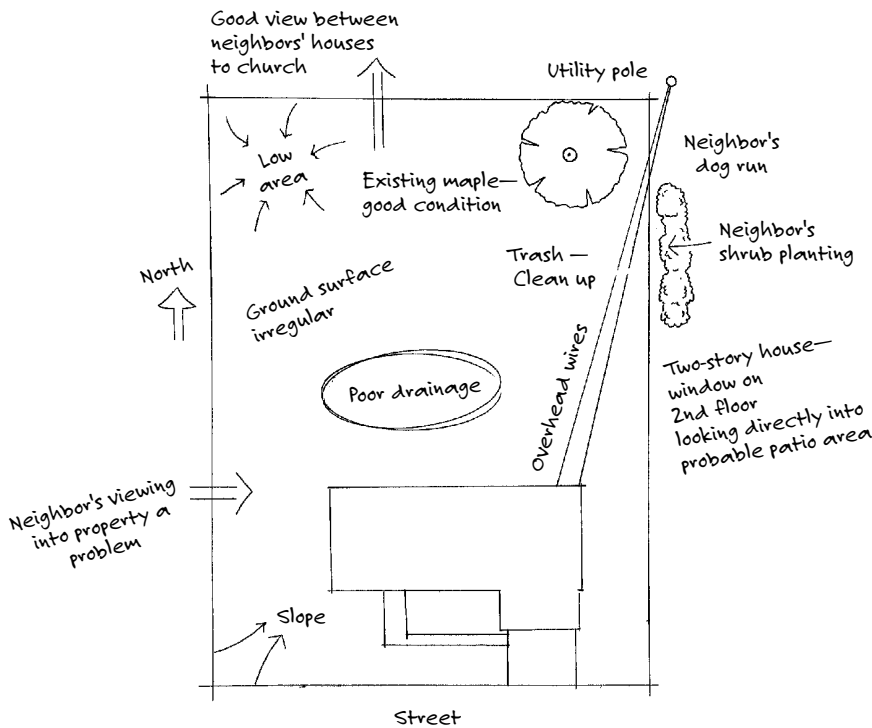 Good view between
neighbors' houses
to church
Utility pole
Low
area
Existing maple—
good condition
Neighbor's
dog run
Neighbor's
shrub planting
Trash—
Clean up
North
Ground surface
irregular
Overhead wires
Two-story house—
window on
2nd floor
looking directly into
probable patio area
Poor drainage
Neighbor's viewing
into property a
problem
Slope
Street